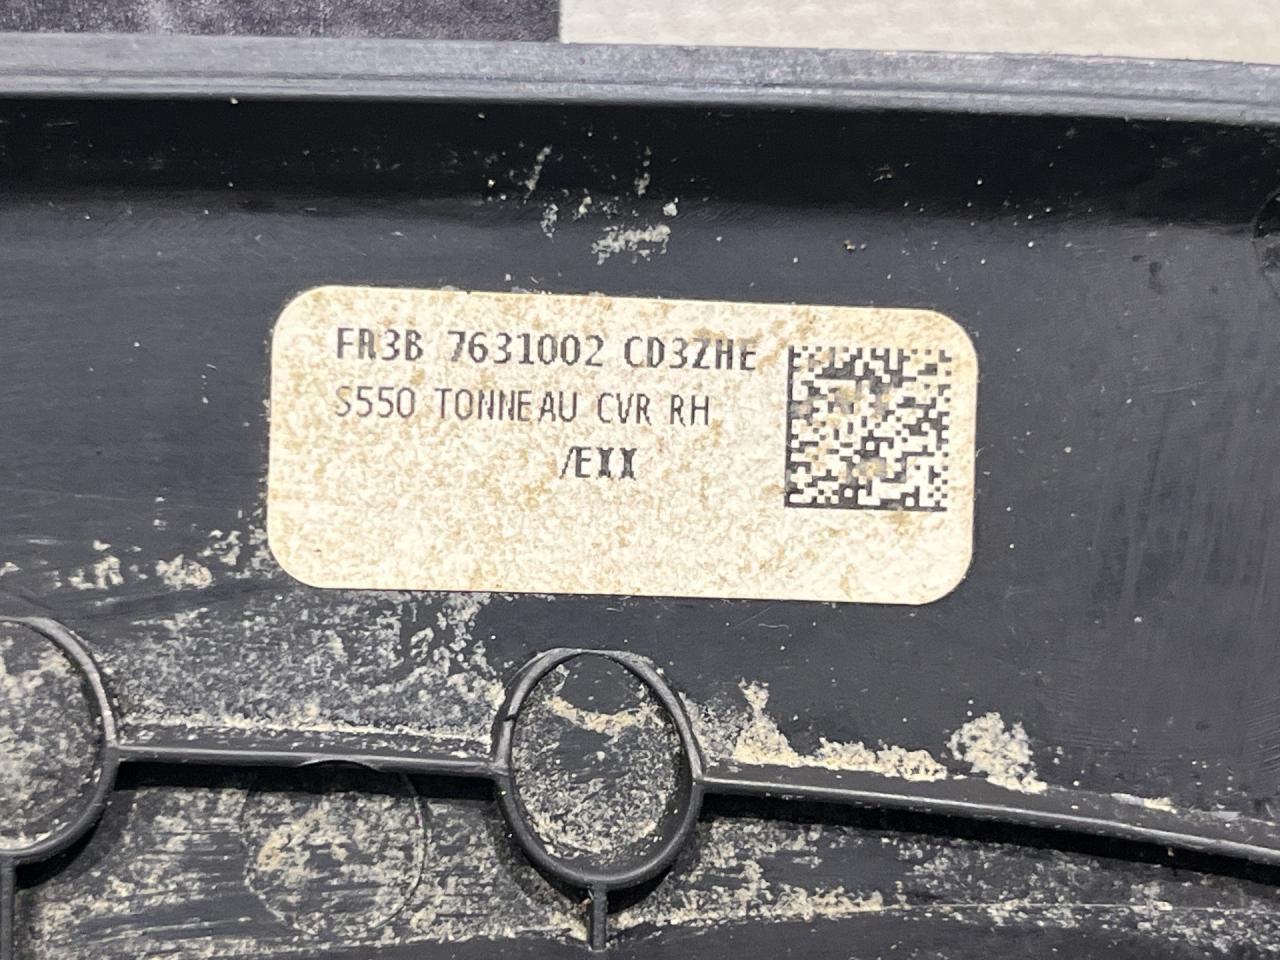 FR3B 7631002 CD3ZHE
S550 TONNEAU CVR RH
/EXX